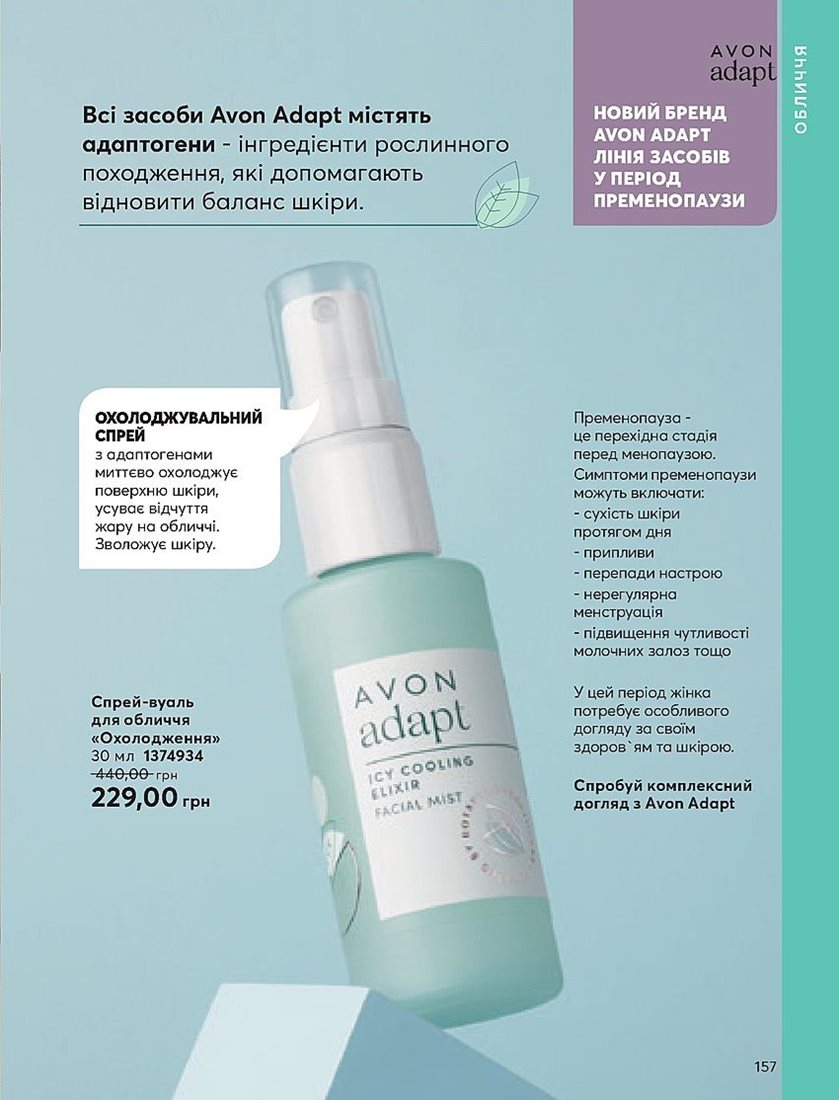 AVON
adapt
ОБЛИЧЧЯ
НОВИЙ БРЕНД
AVON ADAPT
ЛІНІЯ ЗАСОБІВ
У ПЕРІОД
ПРЕМЕНОПАУЗИ
Всі засоби Avon Adapt містять
адаптогени - інгредієнти рослинного
походження, які допомагають
відновити баланс шкіри.
ОХОЛОДЖУВАЛЬНИЙ
СПРЕЙ
з адаптогенами
миттєво охолоджує
поверхню шкіри,
усуває відчуття
жару на обличчі.
Зволожує шкіру.
Пременопауза -
це перехідна стадія
перед менопаузою.
Симптоми пременопаузи
можуть включати:
- сухість шкіри
протягом дня
- припливи
- перепади настрою
- нерегулярна
менструація
- підвищення чутливості
молочних залоз тощо
У цей період жінка
потребує особливого
догляду за своїм
здоров`ям та шкірою.
Спробуй комплексний
догляд з Avon Adapt
Спрей-вуаль
для обличчя
«Охолодження»
30 мл 1374934
440,00 грн
229,00 грн
AVON
adapt
ICY COOLING
ELIXIR
FACIAL MIST
157